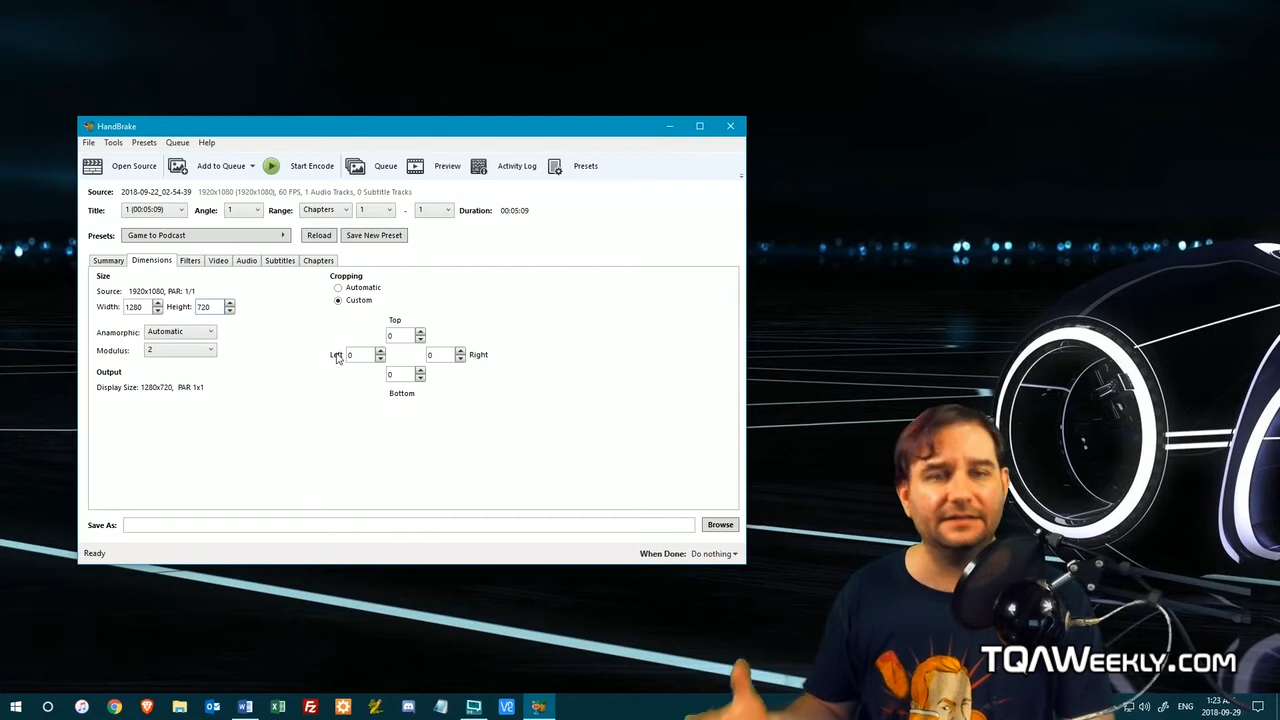 HandBrake
File Tools Presets Queue Help
Open Source Add to Queue Start Encode Queue Preview Activity Log Presets
Source: 2018-09-22_02-54-39 1920x1080 (1920x1080), 60 FPS, 1 Audio Tracks, 0 Subtitle Tracks
Title: 1 (00:05:09) Angle: 1 Range: Chapters 1 - 1 Duration: 00:05:09
Presets: Game to Podcast Reload Save New Preset
Summary Dimensions Filters Video Audio Subtitles Chapters
Size
Source: 1920x1080, PAR: 1/1
Width: 1280 Height: 720
Anamorphic: Automatic
Modulus: 2
Output
Display Size: 1280x720, PAR 1x1
Cropping
Automatic
Custom
Top
0
Left 0 0 Right
0
Bottom
Save As: Browse
Ready When Done: Do nothing
TQAWeekly.com
ENG
2018-09-29